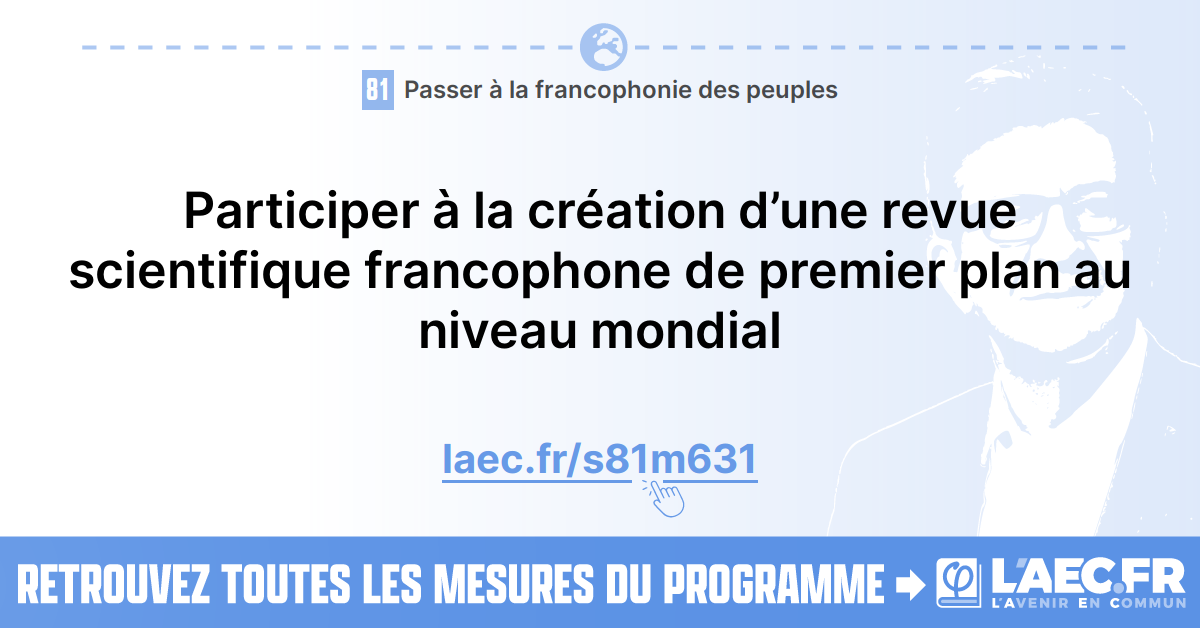 81 Passer à la francophonie des peuples
Participer à la création d’une revue
scientifique francophone de premier plan au
niveau mondial
laec.fr/s81m631
RETROUVEZ TOUTES LES MESURES DU PROGRAMME
φ L'AEC.FR
L'AVENIR EN COMMUN